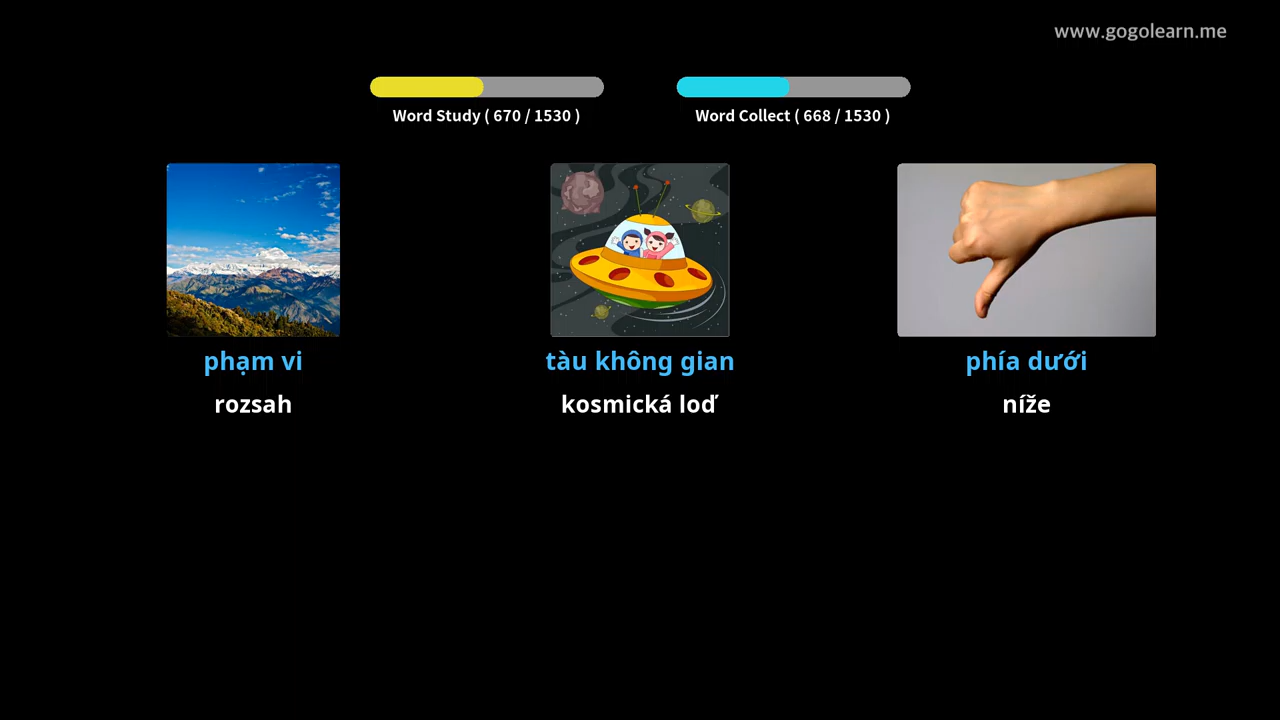 www.gogolearn.me
Word Study ( 670 / 1530 )
Word Collect ( 668 / 1530 )
phạm vi
tàu không gian
phía dưới
rozsah
kosmická loď
níže